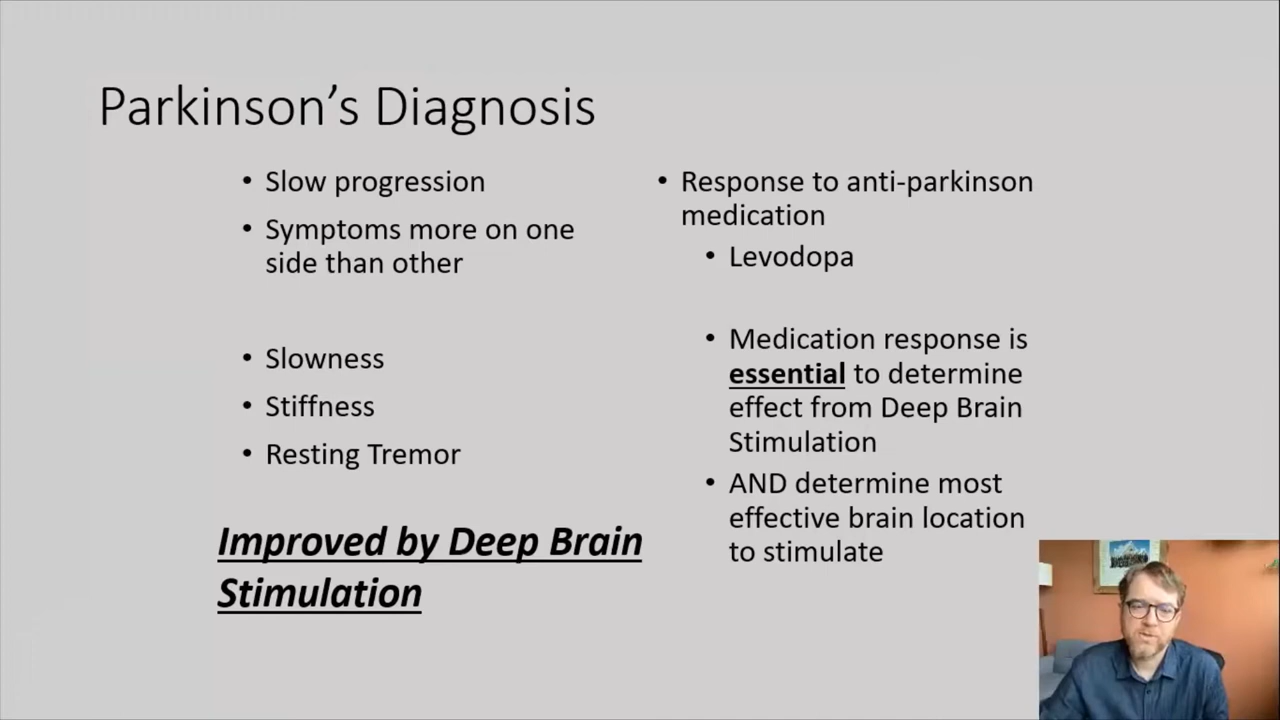 Parkinson's Diagnosis
• Slow progression
• Symptoms more on one
side than other
• Slowness
• Stiffness
• Resting Tremor
Improved by Deep Brain
Stimulation
• Response to anti-parkinson
medication
• Levodopa
• Medication response is
essential to determine
effect from Deep Brain
Stimulation
• AND determine most
effective brain location
to stimulate